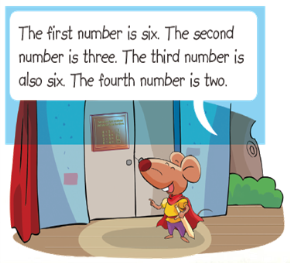 The first number is six. The second
number is three. The third number is
also six. The fourth number is two.